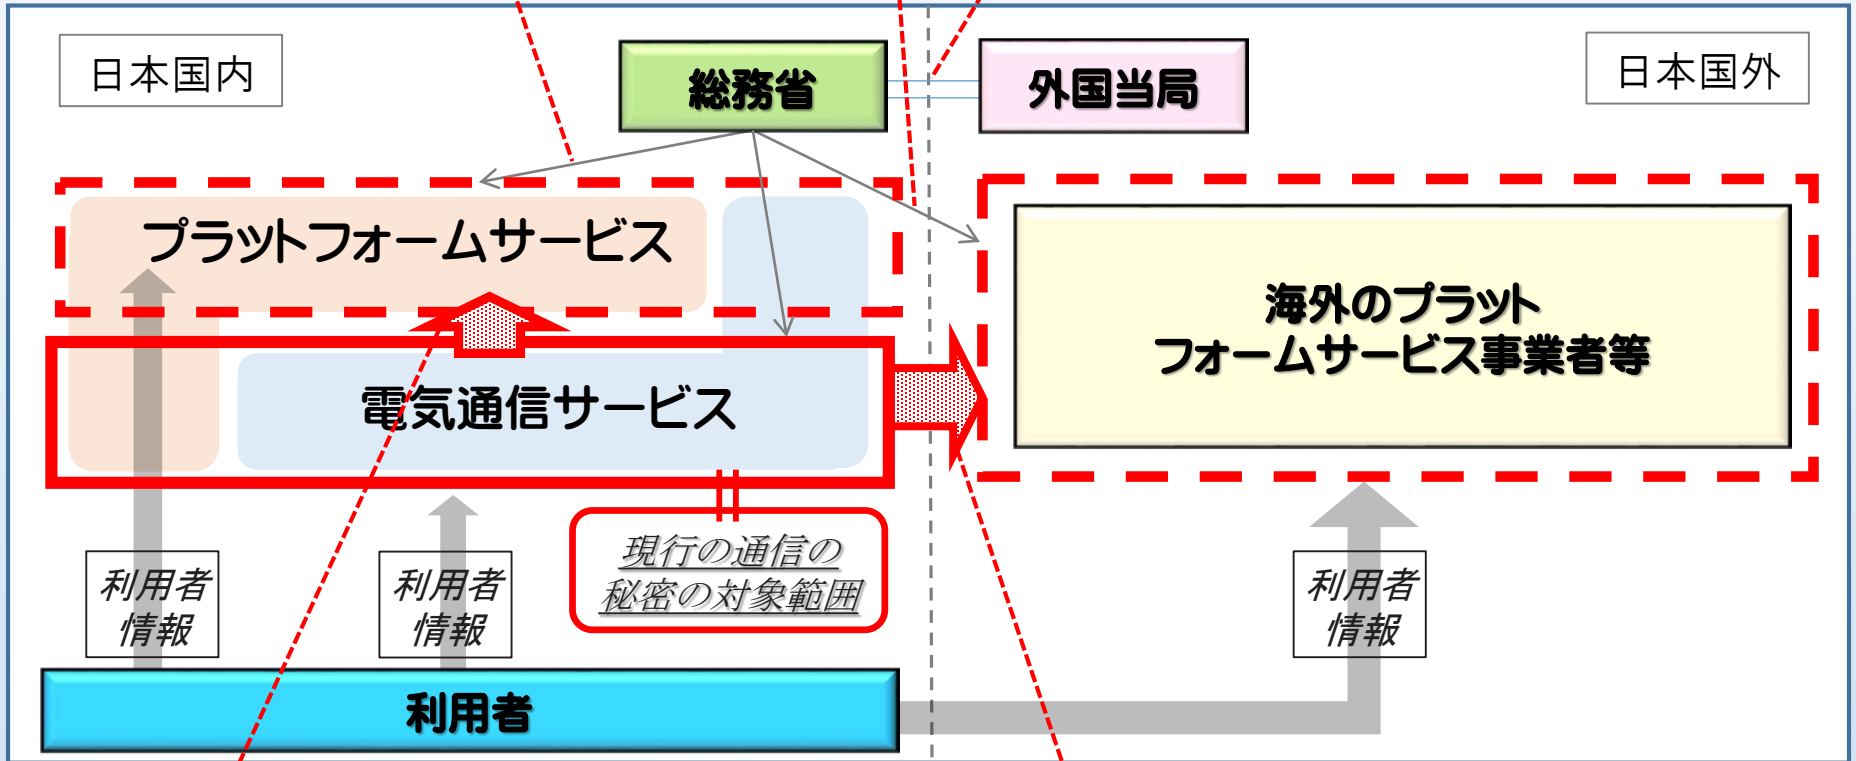 日本国内
総務省
外国当局
日本国外
プラットフォームサービス
海外のプラット
フォームサービス事業者等
電気通信サービス
現行の通信の
秘密の対象範囲
利用者
情報
利用者
情報
利用者
情報
利用者